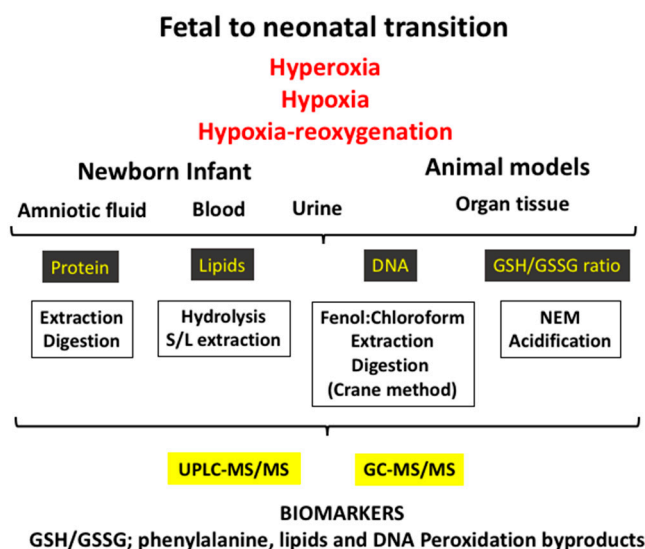 Fetal to neonatal transition
Hyperoxia
Hypoxia
Hypoxia-reoxygenation
Newborn Infant Animal models
Amniotic fluid Blood Urine Organ tissue
Protein Lipids DNA GSH/GSSG ratio
Extraction
Digestion
Hydrolysis
S/L extraction
Fenol:Chloroform
Extraction
Digestion
(Crane method)
NEM
Acidification
UPLC-MS/MS GC-MS/MS
BIOMARKERS
GSH/GSSG; phenylalanine, lipids and DNA Peroxidation byproducts